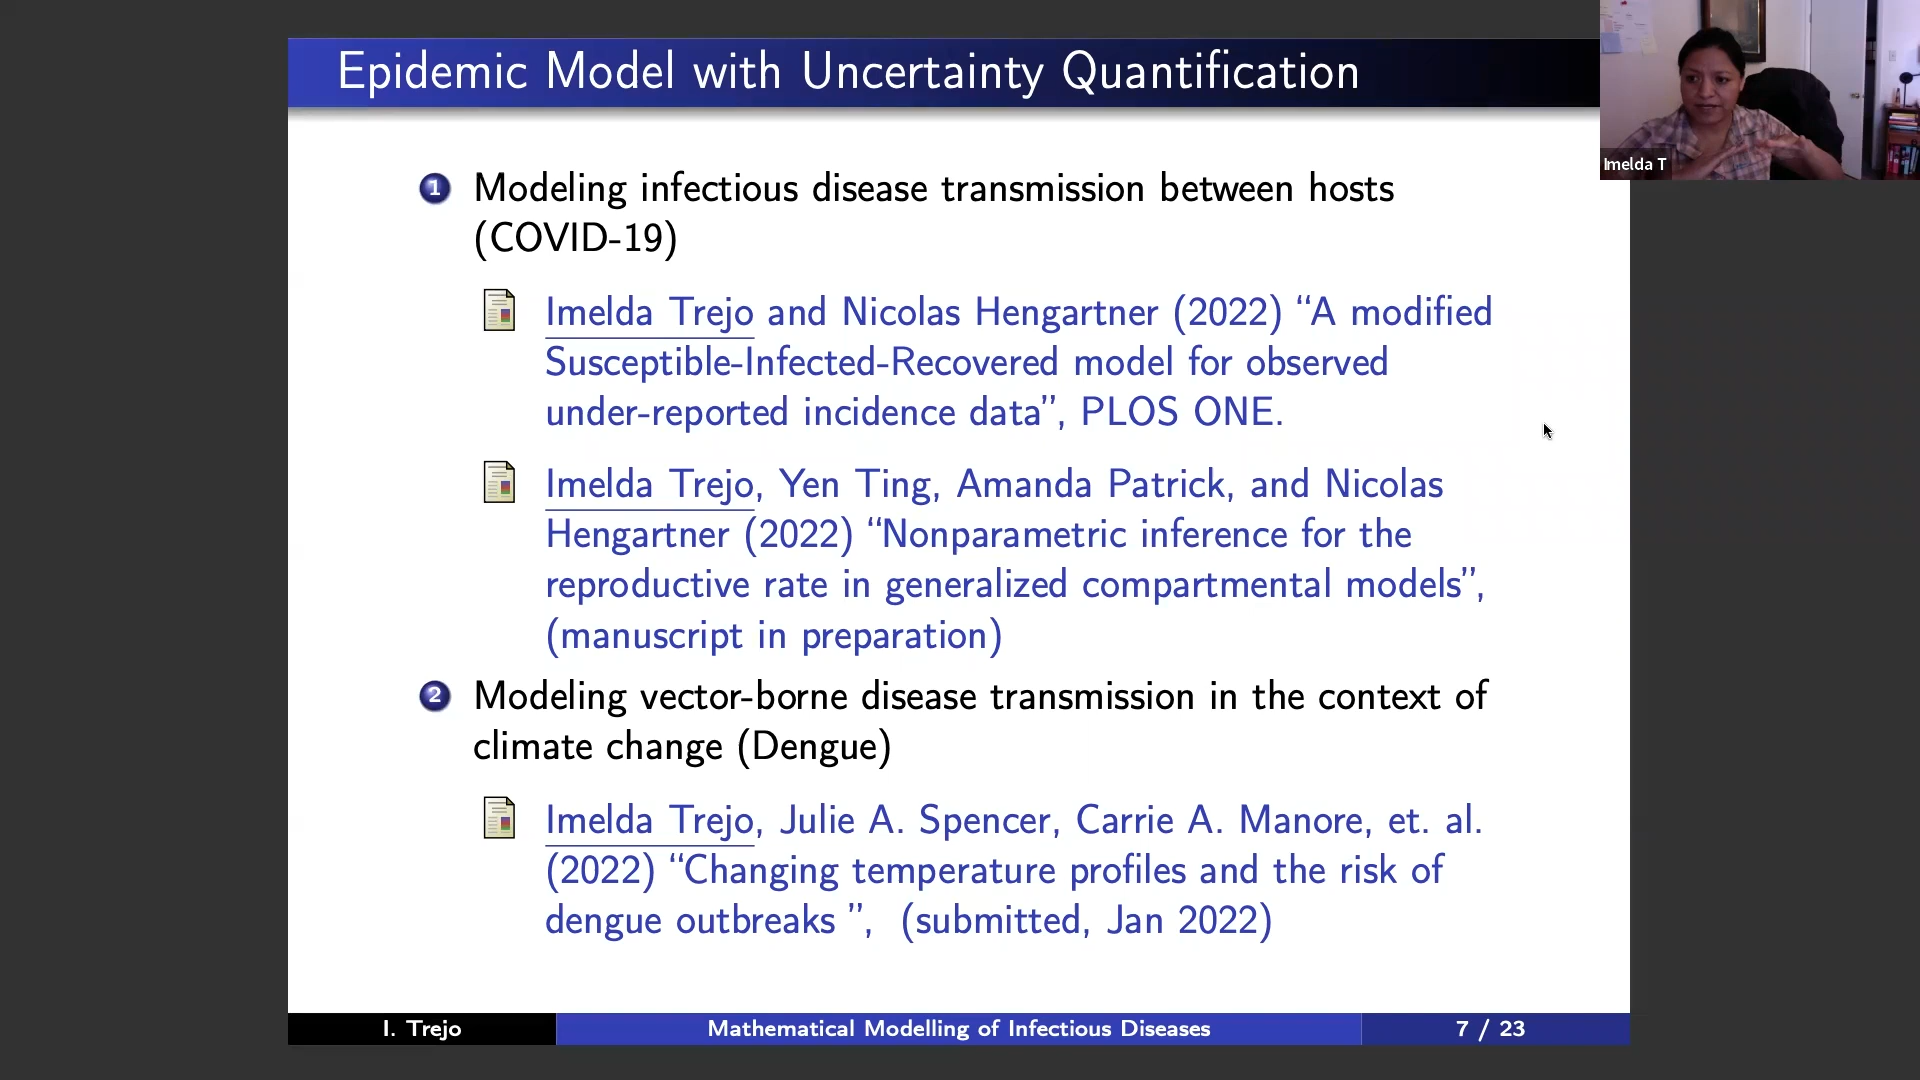 Epidemic Model with Uncertainty Quantification
Imelda T
1 Modeling infectious disease transmission between hosts
(COVID-19)
Imelda Trejo and Nicolas Hengartner (2022) “A modified
Susceptible-Infected-Recovered model for observed
under-reported incidence data”, PLOS ONE.
Imelda Trejo, Yen Ting, Amanda Patrick, and Nicolas
Hengartner (2022) “Nonparametric inference for the
reproductive rate in generalized compartmental models”,
(manuscript in preparation)
2 Modeling vector-borne disease transmission in the context of
climate change (Dengue)
Imelda Trejo, Julie A. Spencer, Carrie A. Manore, et. al.
(2022) “Changing temperature profiles and the risk of
dengue outbreaks ”, (submitted, Jan 2022)
I. Trejo
Mathematical Modelling of Infectious Diseases
7 / 23